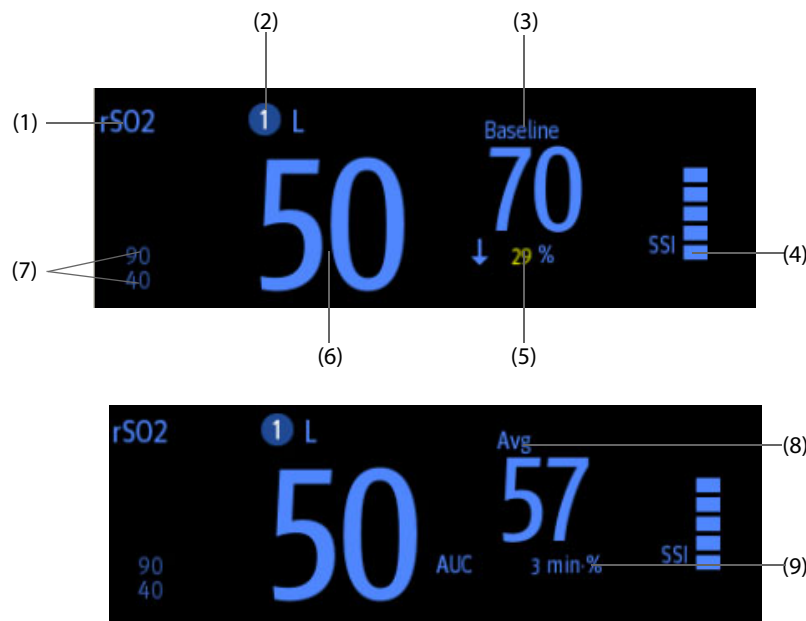 (2) (3)
(1) rSO2 1 L Baseline
50 70
(7) 90 ↓ 29 % SSI (4)
40
(6) (5)
rSO2 1 L Avg (8)
50 57
90 AUC 3 min·% SSI (9)
40